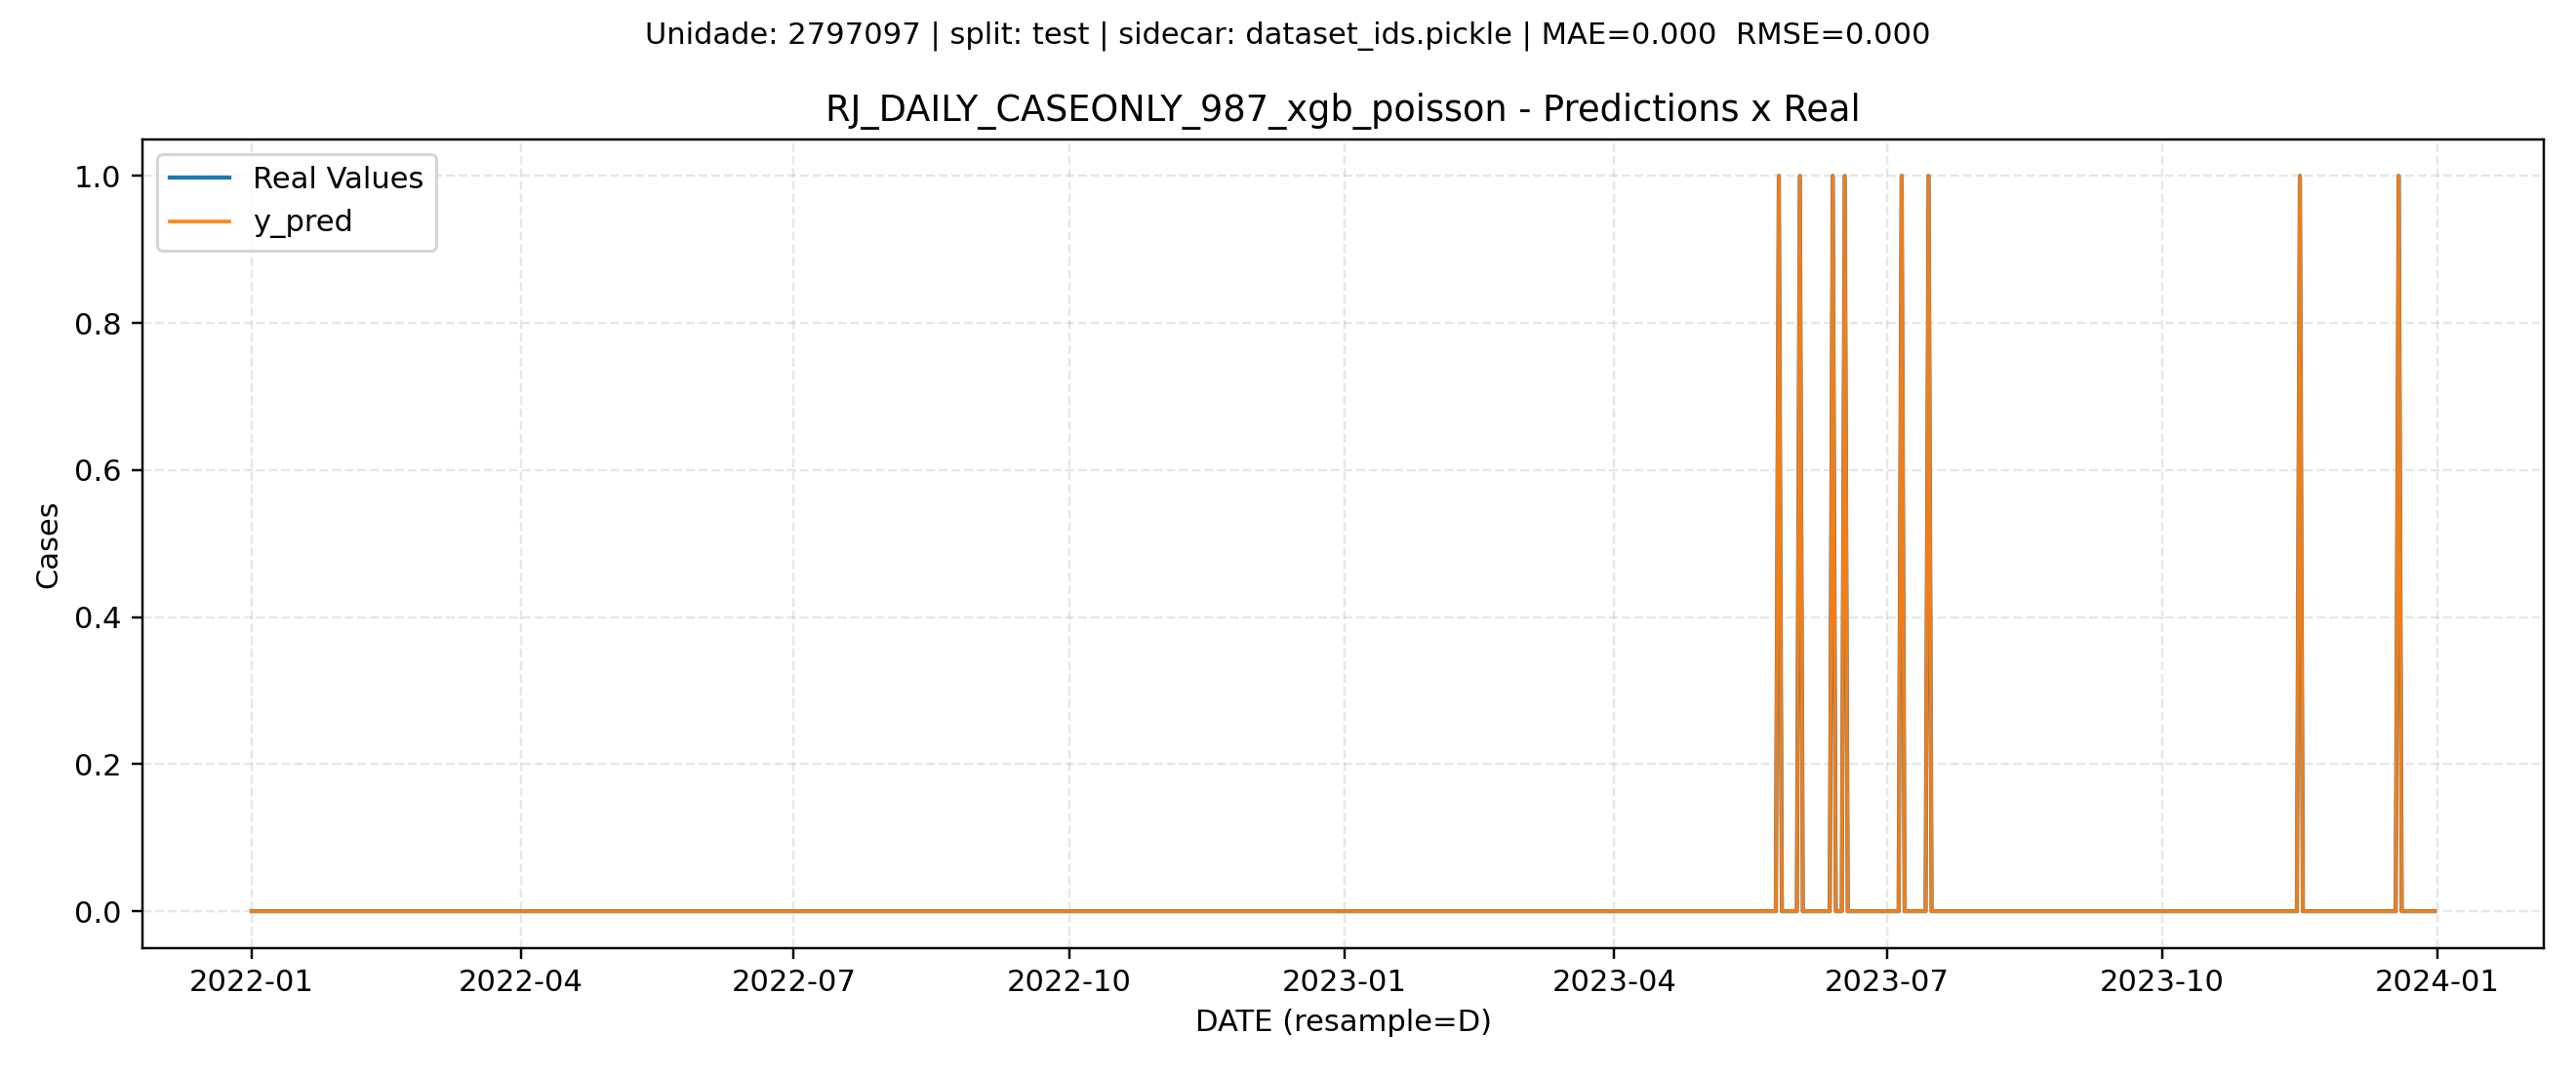 Unidade: 2797097 | split: test | sidecar: dataset_ids.pickle | MAE=0.000  RMSE=0.000
RJ_DAILY_CASEONLY_987_xgb_poisson - Predictions x Real
Real Values
y_pred
Cases
1.0
0.8
0.6
0.4
0.2
0.0
2022-01 2022-04 2022-07 2022-10 2023-01 2023-04 2023-07 2023-10 2024-01
DATE (resample=D)